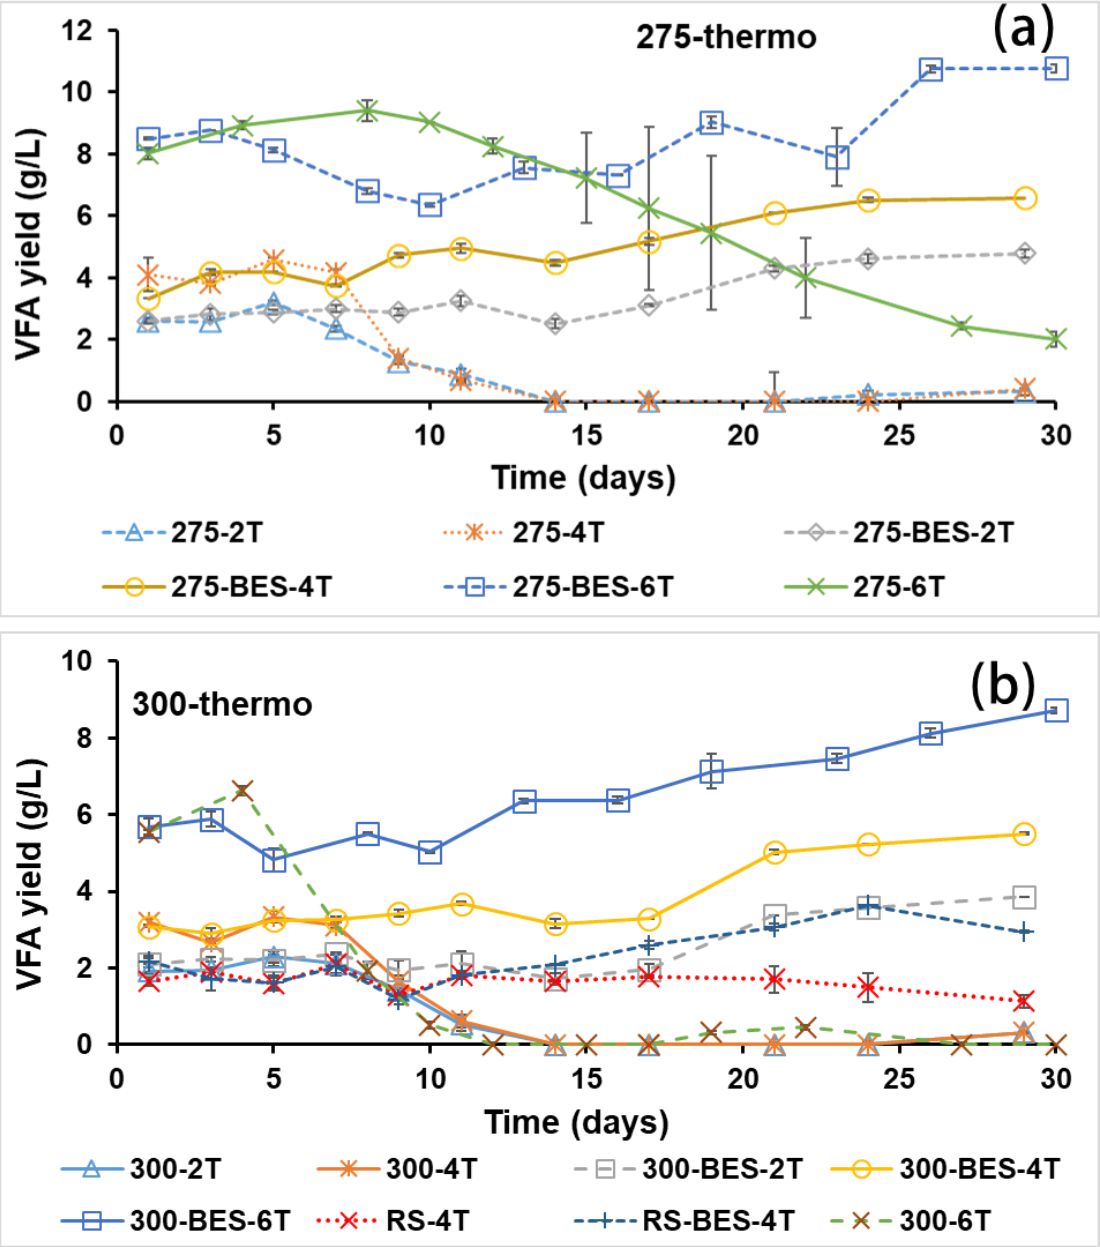 275-thermo
(a)
12
10
8
6
4
2
0
VFA yield (g/L)
0 5 10 15 20 25 30
Time (days)
275-2T 275-4T 275-BES-2T
275-BES-4T 275-BES-6T 275-6T
300-thermo
(b)
10
8
6
4
2
0
VFA yield (g/L)
0 5 10 15 20 25 30
Time (days)
300-2T 300-4T 300-BES-2T 300-BES-4T
300-BES-6T RS-4T RS-BES-4T 300-6T